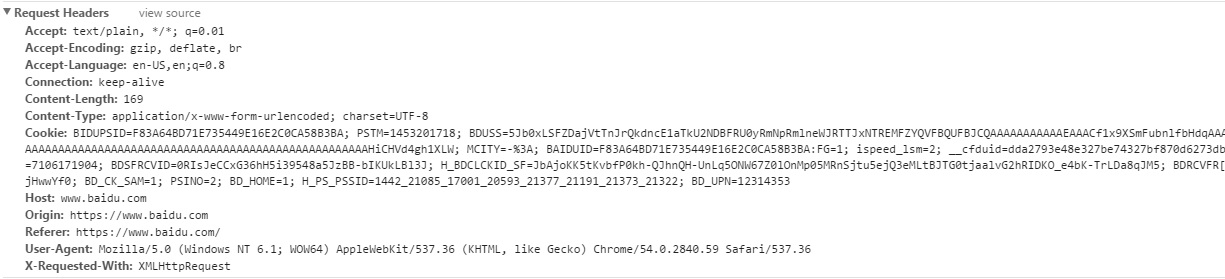 Request Headers view source
Accept: text/plain, */*; q=0.01
Accept-Encoding: gzip, deflate, br
Accept-Language: en-US,en;q=0.8
Connection: keep-alive
Content-Length: 169
Content-Type: application/x-www-form-urlencoded; charset=UTF-8
Cookie: BIDUPSID=F83A64BD71E735449E16E2C0CA58B3BA; PSTM=1453201718; BDUSS=5Jb0xLSFZDajVtTnJrQkdncE1aTkU2NDBFRU0yRmNpRmlneWJRTTJxNTREMFZYQVFBQUFBJCQAAAAAAAAAAAEAAACf1x9XSmFubnlfbHdqAAA
AAAAAAAAAAAAAAAAAAAAAAAAAAAAAAAAAAAAAAAAAAAAAAAAAAAHiCHVd4gh1XLW; MCITY=-%3A; BAIDUID=F83A64BD71E735449E16E2C0CA58B3BA:FG=1; ispeed_lsm=2; __cfduid=dda2793e48e327be74327bf870d6273db
=7106171904; BDSFRCVID=0RIsJeCCxG36hH5i39548a5JzBB-bIKUkLBl3J; H_BDCLCKID_SF=JbAjoKK5tKvbfP0kh-QJhnQH-UnLq5ONW67Z0lOnMp05MRnSjtu5ejQ3eMLtBJTG0tjaalvG2hRIDKO_e4bK-TrLDa8qJM5; BDRCVFR[
jHwwYf0; BD_CK_SAM=1; PSINO=2; BD_HOME=1; H_PS_PSSID=1442_21085_17001_20593_21377_21191_21373_21322; BD_UPN=12314353
Host: www.baidu.com
Origin: https://www.baidu.com
Referer: https://www.baidu.com/
User-Agent: Mozilla/5.0 (Windows NT 6.1; WOW64) AppleWebKit/537.36 (KHTML, like Gecko) Chrome/54.0.2840.59 Safari/537.36
X-Requested-With: XMLHttpRequest